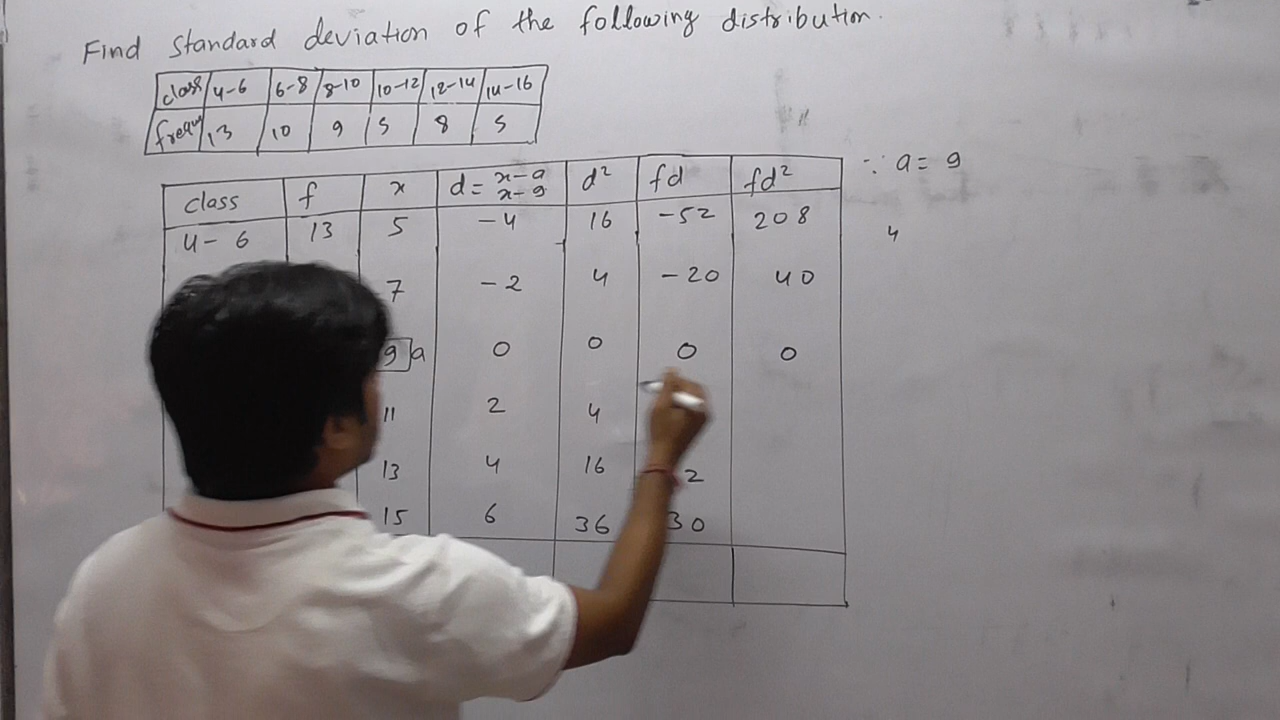 Find standard deviation of the following distribution.
class 4-6 6-8 8-10 10-12 12-14 14-16
frequ 13 10 9 5 8 5
class f x d = x-a d² fd fd²
x-9
∵ a = 9
4-6 13 5 -4 16 -52 208
4
7 -2 4 -20 40
9 a 0 0 0 0
11 2 4
13 4 16 2
15 6 36 30